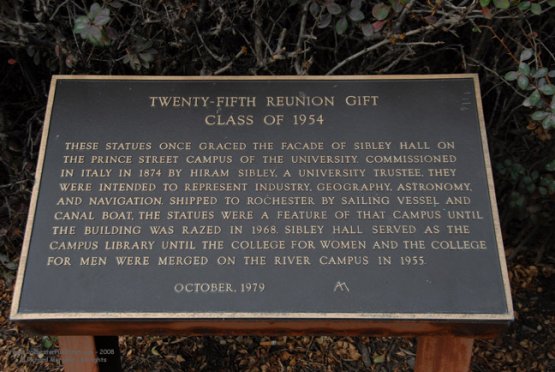 TWENTY-FIFTH REUNION GIFT
CLASS OF 1954
THESE STATUES ONCE GRACED THE FACADE OF SIBLEY HALL ON
THE PRINCE STREET CAMPUS OF THE UNIVERSITY. COMMISSIONED
IN ITALY IN 1874 BY HIRAM SIBLEY, A UNIVERSITY TRUSTEE, THEY
WERE INTENDED TO REPRESENT INDUSTRY, GEOGRAPHY, ASTRONOMY,
AND NAVIGATION. SHIPPED TO ROCHESTER BY SAILING VESSEL AND
CANAL BOAT, THE STATUES WERE A FEATURE OF THAT CAMPUS UNTIL
THE BUILDING WAS RAZED IN 1968. SIBLEY HALL SERVED AS THE
CAMPUS LIBRARY UNTIL THE COLLEGE FOR WOMEN AND THE COLLEGE
FOR MEN WERE MERGED ON THE RIVER CAMPUS IN 1955.
OCTOBER, 1979
2008